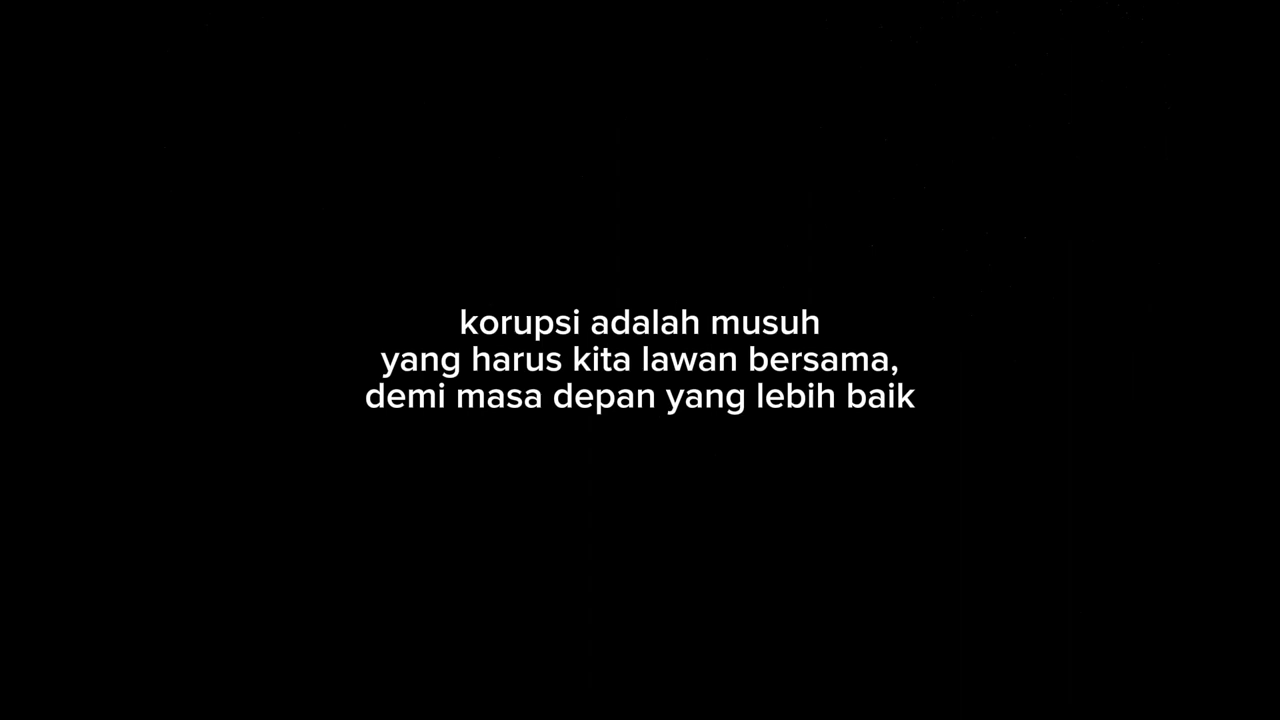 korupsi adalah musuh
yang harus kita lawan bersama,
demi masa depan yang lebih baik